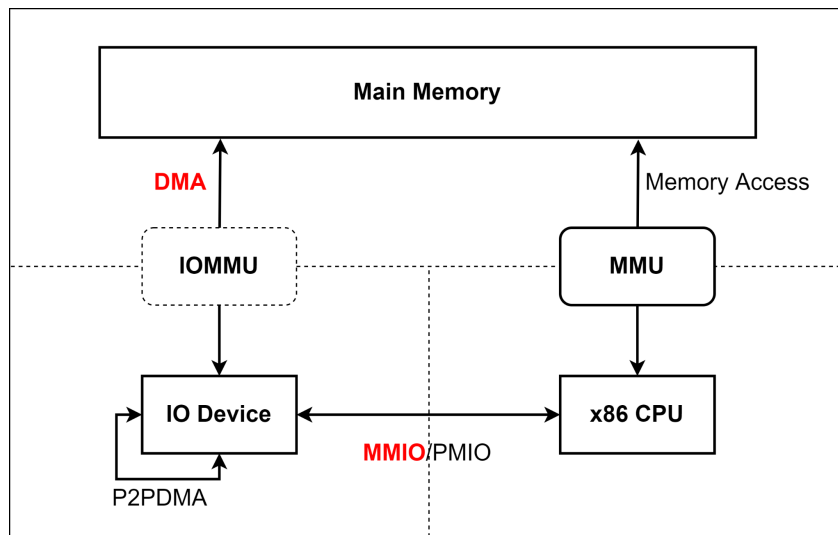 Main Memory
DMA
Memory Access
IOMMU
MMU
IO Device
x86 CPU
MMIO/PMIO
P2PDMA